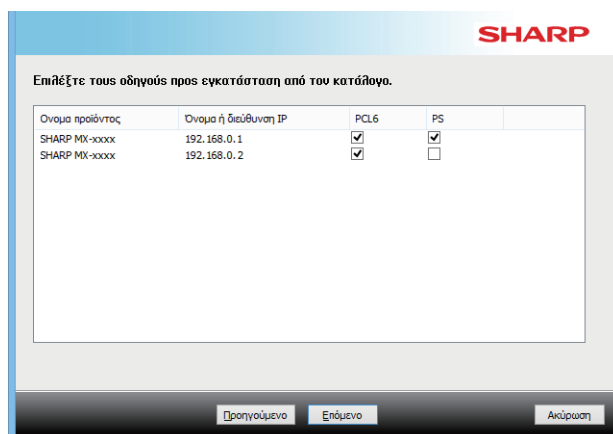 SHARP
Επιλέξτε τους οδηγούς προς εγκατάσταση από τον κατάλογο.
Ονομα προϊόντος Όνομα ή διεύθυνση IP PCL6 PS
SHARP MX-xxxx 192.168.0.1
SHARP MX-xxxx 192.168.0.2
Προηγούμενο Επόμενο Ακύρωση